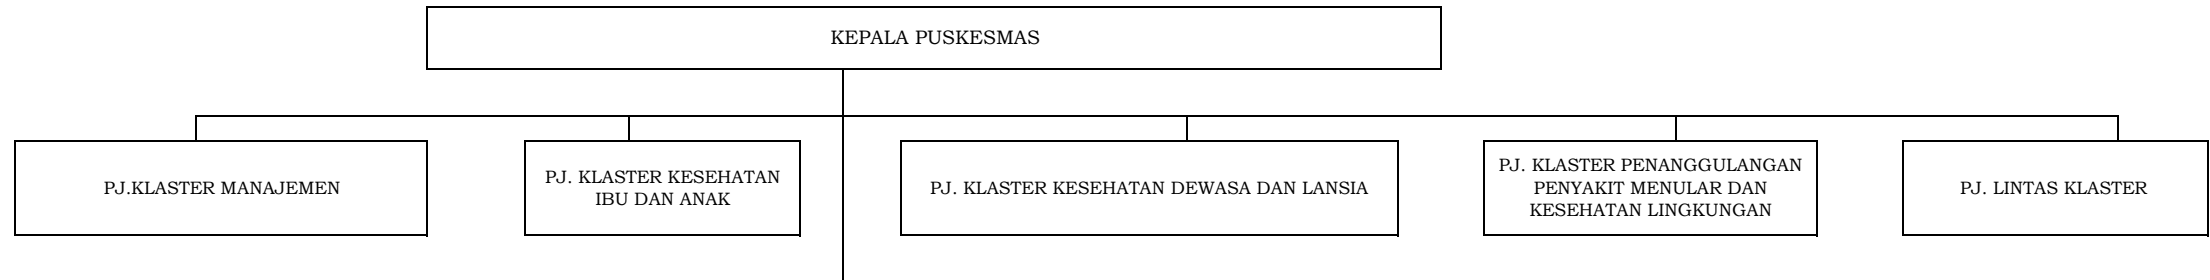 KEPALA PUSKESMAS
PJ.KLASTER MANAJEMEN
PJ. KLASTER KESEHATAN
IBU DAN ANAK
PJ. KLASTER KESEHATAN DEWASA DAN LANSIA
PJ. KLASTER PENANGGULANGAN
PENYAKIT MENULAR DAN
KESEHATAN LINGKUNGAN
PJ. LINTAS KLASTER